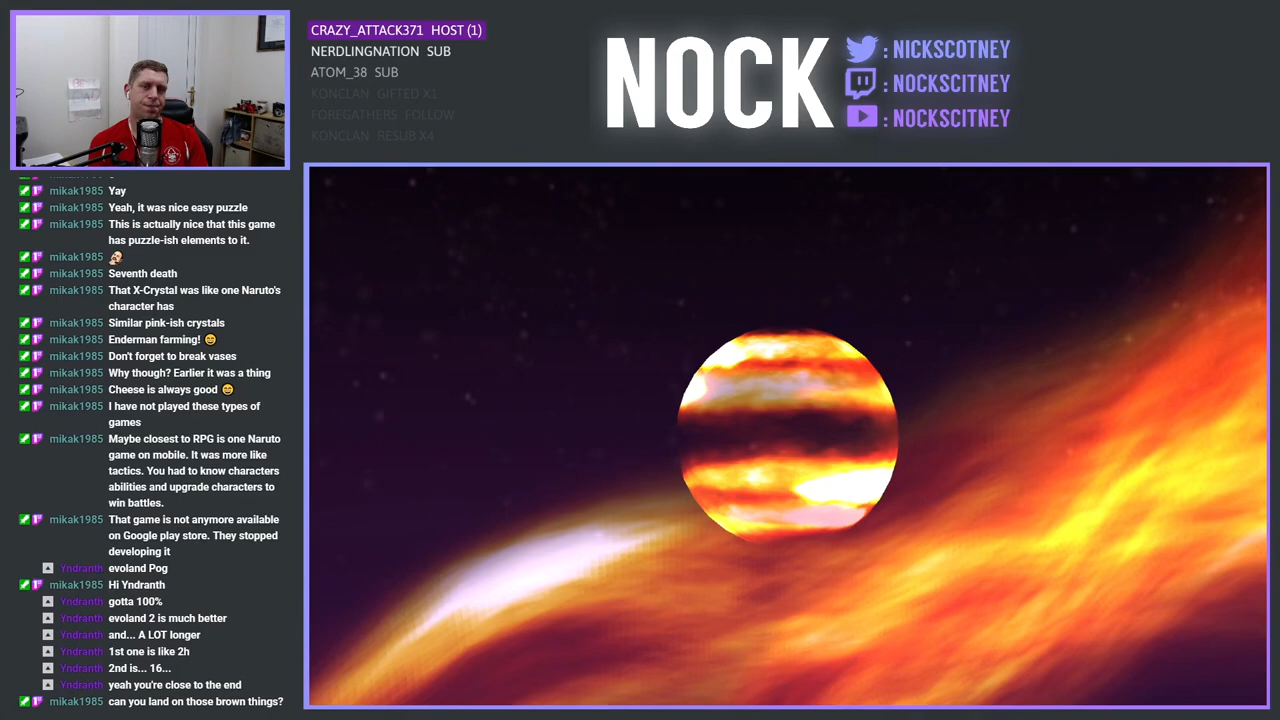 CRAZY_ATTACK371 HOST (1)
NERDLINGNATION SUB
ATOM_38 SUB
KONCLAN GIFTED X1
FOREGATHERS FOLLOW
KONCLAN RESUB X4
NOCK
: NICKSCOTNEY
: NOCKSCITNEY
: NOCKSCITNEY
mikak1985 Yay
mikak1985 Yeah, it was nice easy puzzle
mikak1985 This is actually nice that this game
has puzzle-ish elements to it.
mikak1985
mikak1985 Seventh death
mikak1985 That X-Crystal was like one Naruto's
character has
mikak1985 Similar pink-ish crystals
mikak1985 Enderman farming! 😄
mikak1985 Don't forget to break vases
mikak1985 Why though? Earlier it was a thing
mikak1985 Cheese is always good 😄
mikak1985 I have not played these types of
games
mikak1985 Maybe closest to RPG is one Naruto
game on mobile. It was more like
tactics. You had to know characters
abilities and upgrade characters to
win battles.
mikak1985 That game is not anymore available
on Google play store. They stopped
developing it
Yndranth evoland Pog
mikak1985 Hi Yndranth
Yndranth gotta 100%
Yndranth evoland 2 is much better
Yndranth and... A LOT longer
Yndranth 1st one is like 2h
Yndranth 2nd is... 16...
Yndranth yeah you're close to the end
mikak1985 can you land on those brown things?